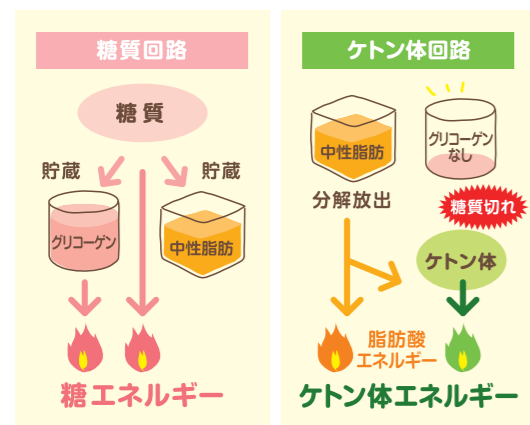 糖質回路
糖質
貯蔵
貯蔵
グリコーゲン
中性脂肪
糖エネルギー
ケトン体回路
中性脂肪
グリコーゲン
なし
分解放出
糖質切れ
ケトン体
脂肪酸
エネルギー
ケトン体エネルギー